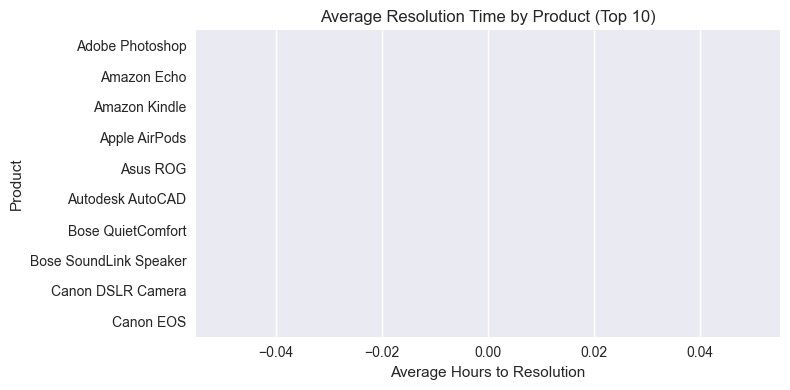 Average Resolution Time by Product (Top 10)
Product
Adobe Photoshop
Amazon Echo
Amazon Kindle
Apple AirPods
Asus ROG
Autodesk AutoCAD
Bose QuietComfort
Bose SoundLink Speaker
Canon DSLR Camera
Canon EOS
−0.04 −0.02 0.00 0.02 0.04
Average Hours to Resolution